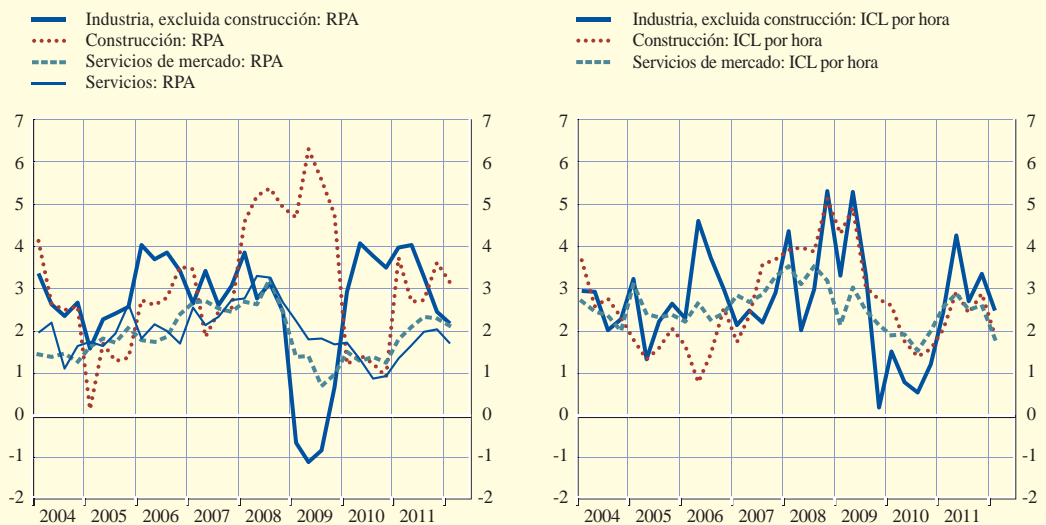 Industria, excluida construcción: RPA
Construcción: RPA
Servicios de mercado: RPA
Servicios: RPA
7 7
6 6
5 5
4 4
3 3
2 2
1 1
0 0
-1 -1
-2 -2
2004 2005 2006 2007 2008 2009 2010 2011
Industria, excluida construcción: ICL por hora
Construcción: ICL por hora
Servicios de mercado: ICL por hora
7 7
6 6
5 5
4 4
3 3
2 2
1 1
0 0
-1 -1
-2 -2
2004 2005 2006 2007 2008 2009 2010 2011